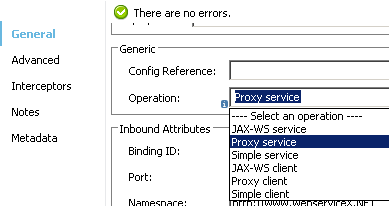 There are no errors.
General
Advanced
Interceptors
Notes
Metadata
Generic
Config Reference:
Operation:
Proxy service
---- Select an operation ----
JAX-WS service
Proxy service
Simple service
JAX-WS client
Proxy client
Simple client
Inbound Attributes
Binding ID:
Port:
Namespace:
http://www.webserviceX.NET